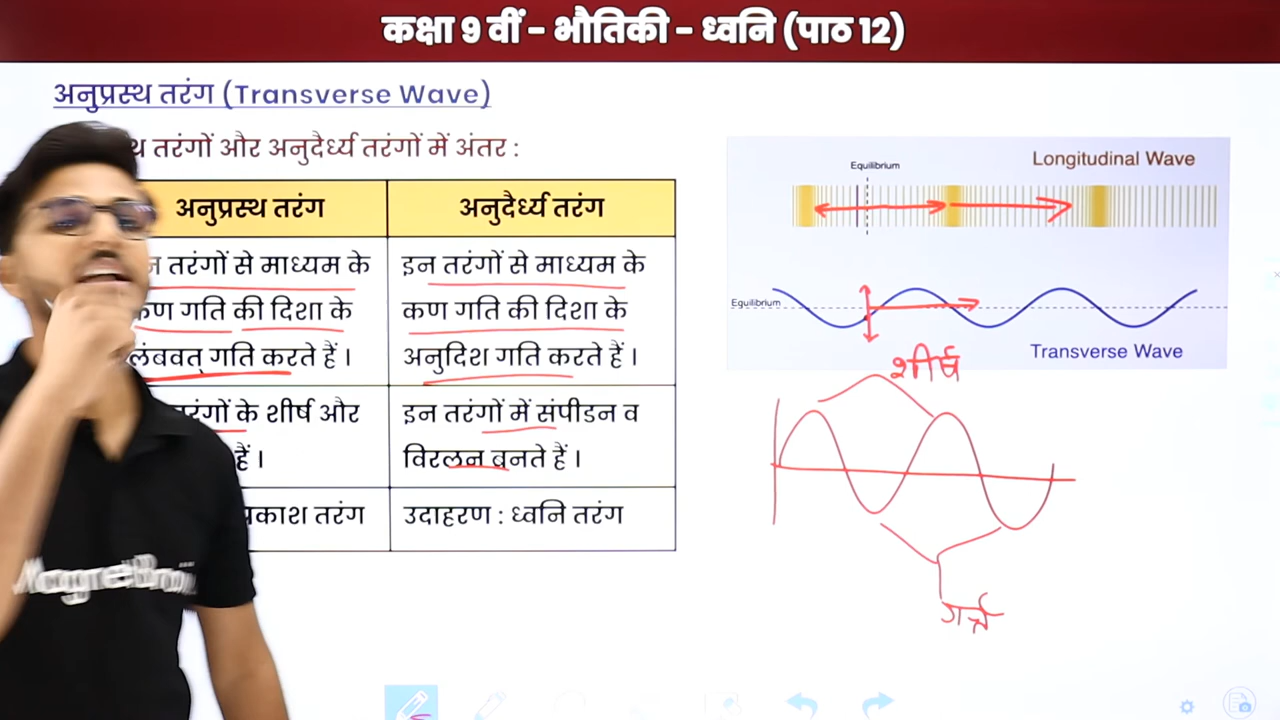 कक्षा 9 वीं - भौतिकी - ध्वनि (पाठ 12)
अनुप्रस्थ तरंग (Transverse Wave)
तरंगों और अनुदैर्ध्य तरंगों में अंतर :
अनुप्रस्थ तरंग
अनुदैर्ध्य तरंग
तरंगों से माध्यम के
कण गति की दिशा के
लंबवत् गति करते हैं ।
इन तरंगों से माध्यम के
कण गति की दिशा के
अनुदिश गति करते हैं ।
तरंगों के शीर्ष और
हैं ।
इन तरंगों में संपीडन व
विरलन बनते हैं ।
प्रकाश तरंग
उदाहरण : ध्वनि तरंग
Equilibrium
Longitudinal Wave
Equilibrium
Transverse Wave
शीर्ष
गर्त